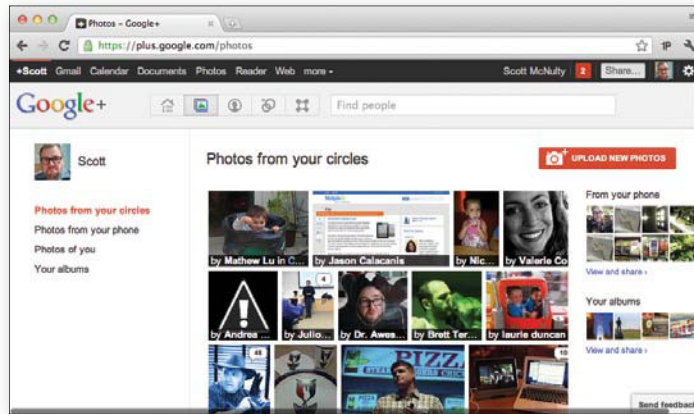 Photos - Google+
https://plus.google.com/photos
1P
+Scott Gmail Calendar Documents Photos Reader Web more Scott McNulty 2 Share...
Google+ Find people
Scott
Photos from your circles
Photos from your phone
Photos of you
Your albums
Photos from your circles
UPLOAD NEW PHOTOS
by Mathew Lu in C... by Jason Calacanis by Nic... by Valerie Co
4
by Andrea ... by Julio... by Dr. Awes... by Brett Ter... by laurie duncan
48 PIZZ 10
From your phone
View and share ›
Your albums
View and share ›
Send feedback